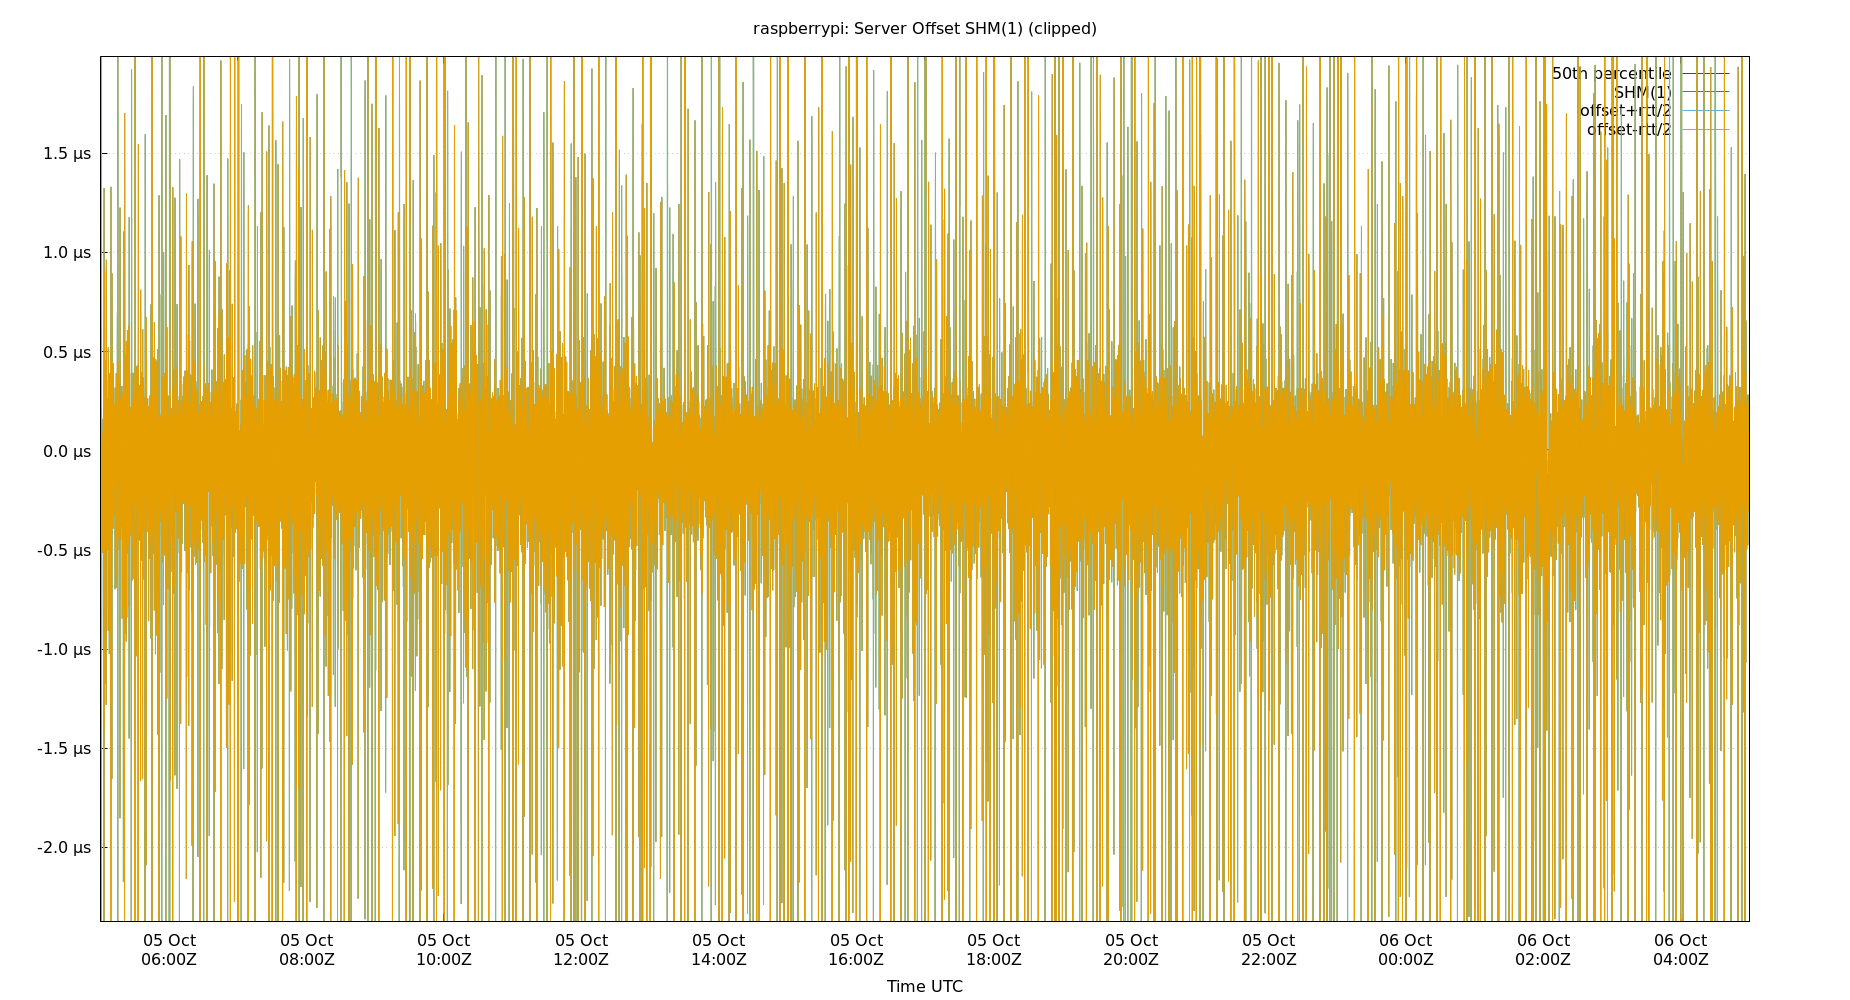 raspberrypi: Server Offset SHM(1) (clipped)
50th percentile
SHM(1)
offset+rtt/2
offset-rtt/2
1.5 µs
1.0 µs
0.5 µs
0.0 µs
-0.5 µs
-1.0 µs
-1.5 µs
-2.0 µs
05 Oct 05 Oct 05 Oct 05 Oct 05 Oct 05 Oct 05 Oct 05 Oct 05 Oct 06 Oct 06 Oct 06 Oct
06:00Z 08:00Z 10:00Z 12:00Z 14:00Z 16:00Z 18:00Z 20:00Z 22:00Z 00:00Z 02:00Z 04:00Z
Time UTC